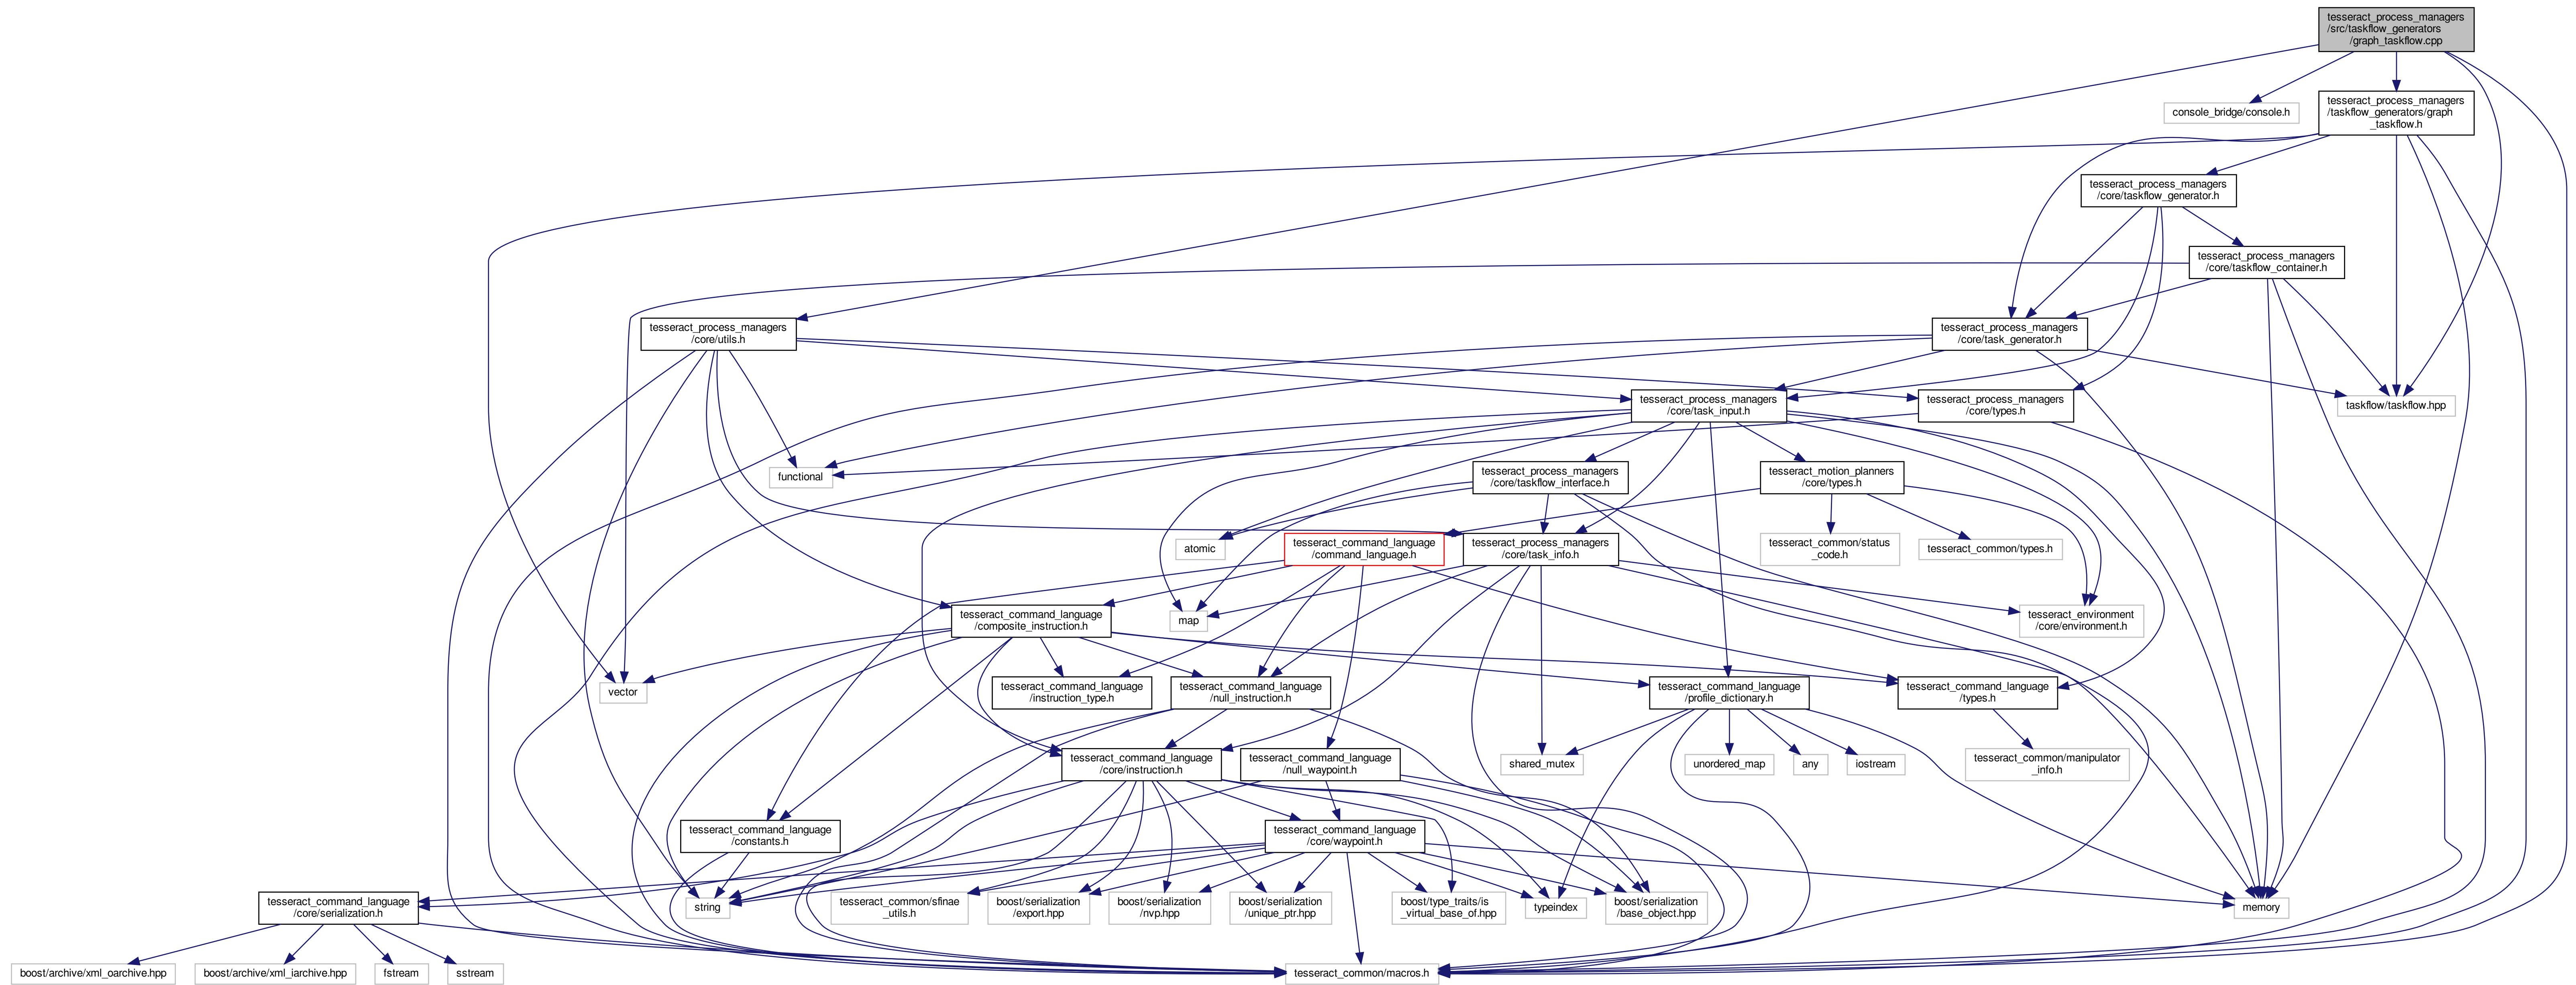 tesseract_process_managers
/src/taskflow_generators
/graph_taskflow.cpp
console_bridge/console.h
tesseract_process_managers
/taskflow_generators/graph
_taskflow.h
tesseract_process_managers
/core/taskflow_generator.h
tesseract_process_managers
/core/taskflow_container.h
tesseract_process_managers
/core/utils.h
tesseract_process_managers
/core/task_generator.h
tesseract_process_managers
/core/task_input.h
tesseract_process_managers
/core/types.h
taskflow/taskflow.hpp
functional
tesseract_process_managers
/core/taskflow_interface.h
tesseract_motion_planners
/core/types.h
atomic
tesseract_command_language
/command_language.h
tesseract_process_managers
/core/task_info.h
tesseract_common/status
_code.h
tesseract_common/types.h
tesseract_command_language
/composite_instruction.h
map
tesseract_environment
/core/environment.h
vector
tesseract_command_language
/instruction_type.h
tesseract_command_language
/null_instruction.h
tesseract_command_language
/profile_dictionary.h
tesseract_command_language
/types.h
tesseract_command_language
/core/instruction.h
tesseract_command_language
/null_waypoint.h
shared_mutex
unordered_map
any
iostream
tesseract_common/manipulator
_info.h
tesseract_command_language
/constants.h
tesseract_command_language
/core/waypoint.h
tesseract_command_language
/core/serialization.h
string
tesseract_common/sfinae
_utils.h
boost/serialization
/export.hpp
boost/serialization
/nvp.hpp
boost/serialization
/unique_ptr.hpp
boost/type_traits/is
_virtual_base_of.hpp
typeindex
boost/serialization
/base_object.hpp
memory
boost/archive/xml_oarchive.hpp
boost/archive/xml_iarchive.hpp
fstream
sstream
tesseract_common/macros.h